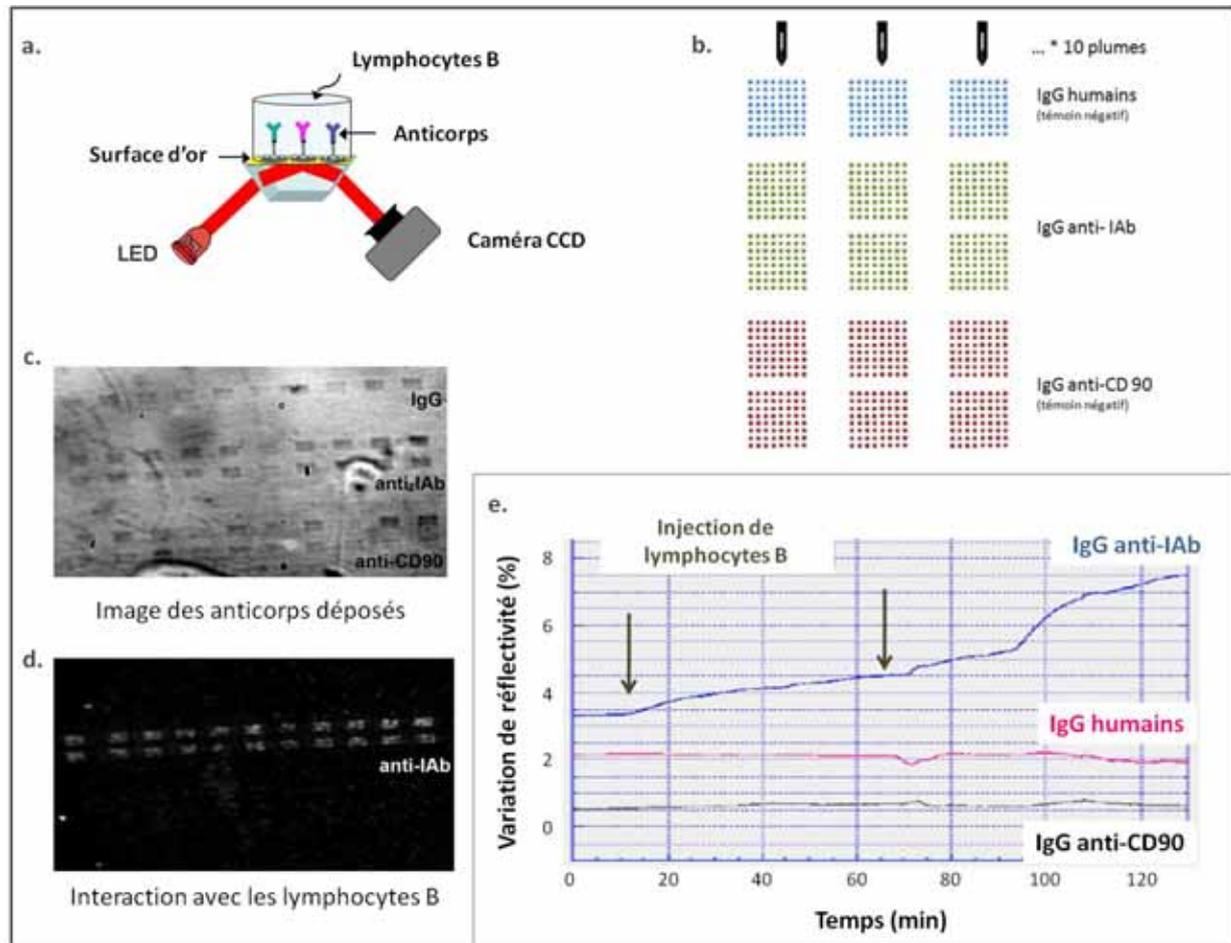 a.
Lymphocytes B
Anticorps
Surface d'or
LED
Caméra CCD
b.
... * 10 plumes
IgG humains
(témoin négatif)
IgG anti- IAb
IgG anti-CD 90
(témoin négatif)
c.
IgG
anti-IAb
anti-CD90
Image des anticorps déposés
d.
anti-IAb
Interaction avec les lymphocytes B
e.
Injection de
lymphocytes B
IgG anti-IAb
IgG humains
IgG anti-CD90
Variation de réflectivité (%)
8
6
4
2
0
0 20 40 60 80 100 120
Temps (min)